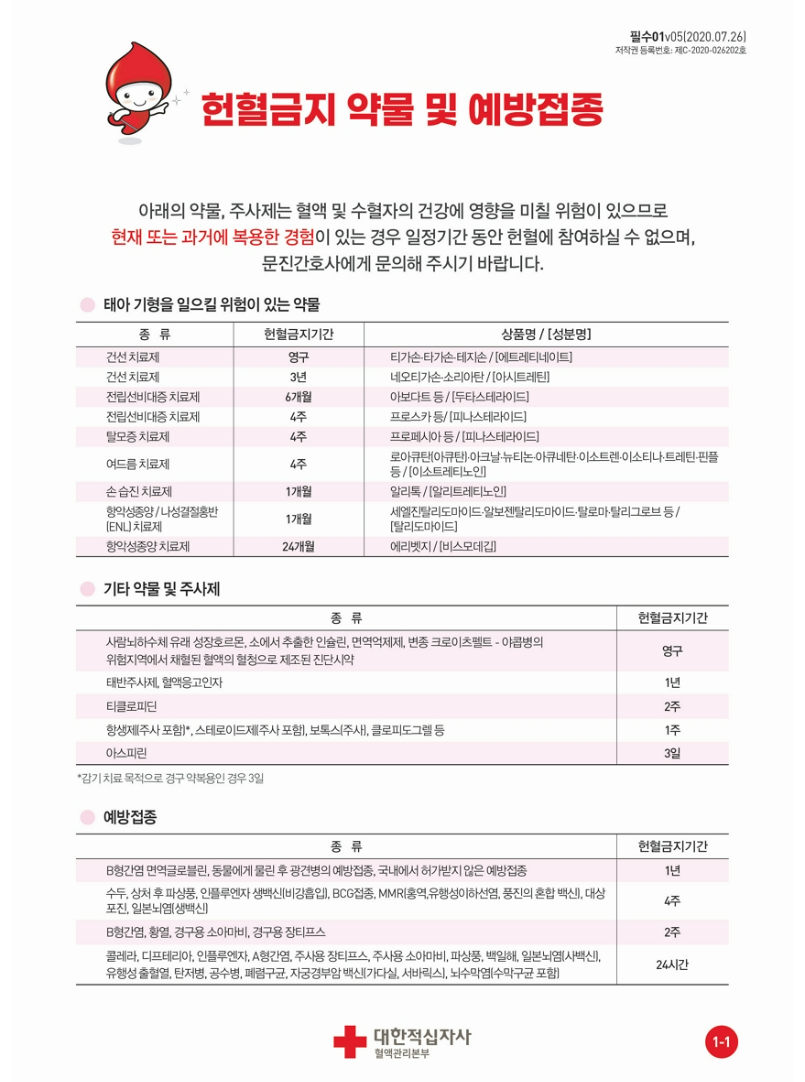 필수01v05(2020.07.26)
저작권 등록번호: 제C-2020-026202호
헌혈금지 약물 및 예방접종
아래의 약물, 주사제는 혈액 및 수혈자의 건강에 영향을 미칠 위험이 있으므로
현재 또는 과거에 복용한 경험이 있는 경우 일정기간 동안 헌혈에 참여하실 수 없으며,
문진간호사에게 문의해 주시기 바랍니다.
태아 기형을 일으킬 위험이 있는 약물
종 류 헌혈금지기간 상품명 / [성분명]
건선 치료제 영구 티가손·타가손·테지손 / [에트레티네이트]
건선 치료제 3년 네오티가손·소리아탄 / [아시트레틴]
전립선비대증 치료제 6개월 아보다트 등 / [두타스테라이드]
전립선비대증 치료제 4주 프로스카 등/ [피나스테라이드]
탈모증 치료제 4주 프로페시아 등 / [피나스테라이드]
여드름 치료제 4주 로아큐탄(아큐탄)·아크날·뉴티논·아큐네탄·이소트렌·이소티나·트레틴·핀플
등 / [이소트레티노인]
손 습진 치료제 1개월 알리톡 / [알리트레티노인]
항악성종양 / 나성결절홍반
(ENL) 치료제 1개월 세엘진탈리도마이드·알보젠탈리도마이드·탈로마·탈리그로브 등 /
[탈리도마이드]
항악성종양 치료제 24개월 에리벳지 / [비스모데깁]
기타 약물 및 주사제
종 류 헌혈금지기간
사람뇌하수체 유래 성장호르몬, 소에서 추출한 인슐린, 면역억제제, 변종 크로이츠펠트 - 야콥병의
위험지역에서 채혈된 혈액의 혈청으로 제조된 진단시약 영구
태반주사제, 혈액응고인자 1년
티클로피딘 2주
항생제(주사 포함)*, 스테로이드제(주사 포함), 보톡스(주사), 클로피도그렐 등 1주
아스피린 3일
*감기 치료 목적으로 경구 약복용인 경우 3일
예방접종
종 류 헌혈금지기간
B형간염 면역글로블린, 동물에게 물린 후 광견병의 예방접종, 국내에서 허가받지 않은 예방접종 1년
수두, 상처 후 파상풍, 인플루엔자 생백신(비강흡입), BCG접종, MMR(홍역,유행성이하선염, 풍진의 혼합 백신), 대상
포진, 일본뇌염(생백신) 4주
B형간염, 황열, 경구용 소아마비, 경구용 장티프스 2주
콜레라, 디프테리아, 인플루엔자, A형간염, 주사용 장티프스, 주사용 소아마비, 파상풍, 백일해, 일본뇌염(사백신),
유행성 출혈열, 탄저병, 공수병, 폐렴구균, 자궁경부암 백신(가다실, 서바릭스), 뇌수막염(수막구균 포함) 24시간
대한적십자사
혈액관리본부
1-1